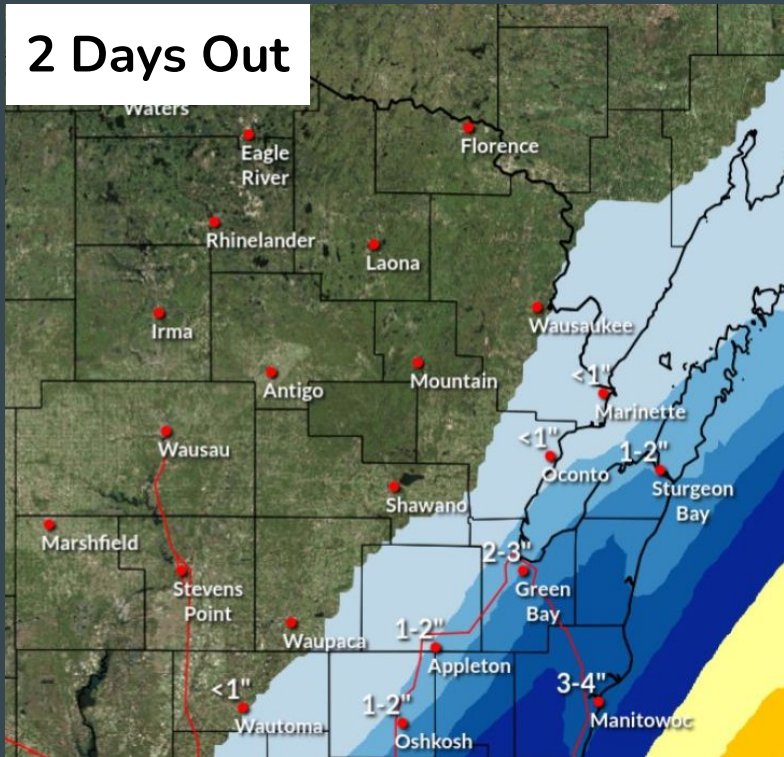 2 Days Out
Waters
Eagle
River
Florence
Rhinelander
Laona
Irma
Wausaukee
Antigo
Mountain
<1"
Marinette
Wausau
<1"
Oconto
1-2"
Sturgeon
Bay
Shawano
Marshfield
2-3"
Green
Bay
Stevens
Point
Waupaca
1-2"
Appleton
<1"
Wautoma
1-2"
Oshkosh
3-4"
Manitowoc